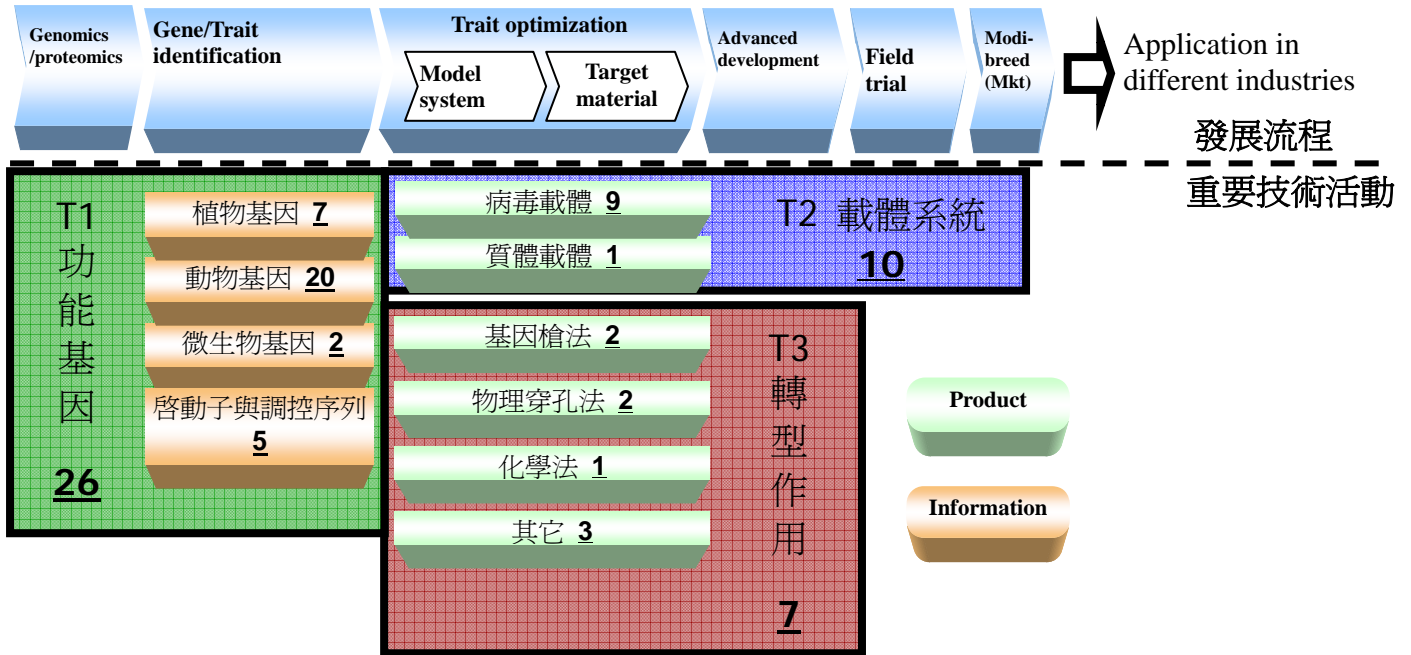 Genomics
/proteomics
Gene/Trait
identification
Trait optimization
Model
system
Target
material
Advanced
development
Field
trial
Modi-
breed
(Mkt)
Application in
different industries
發展流程
重要技術活動
T1
功
能
基
因
26
植物基因 7
動物基因 20
微生物基因 2
啓動子與調控序列
5
病毒載體 9
質體載體 1
T2 載體系統
10
基因槍法 2
物理穿孔法 2
化學法 1
其它 3
T3
轉
型
作
用
7
Product
Information